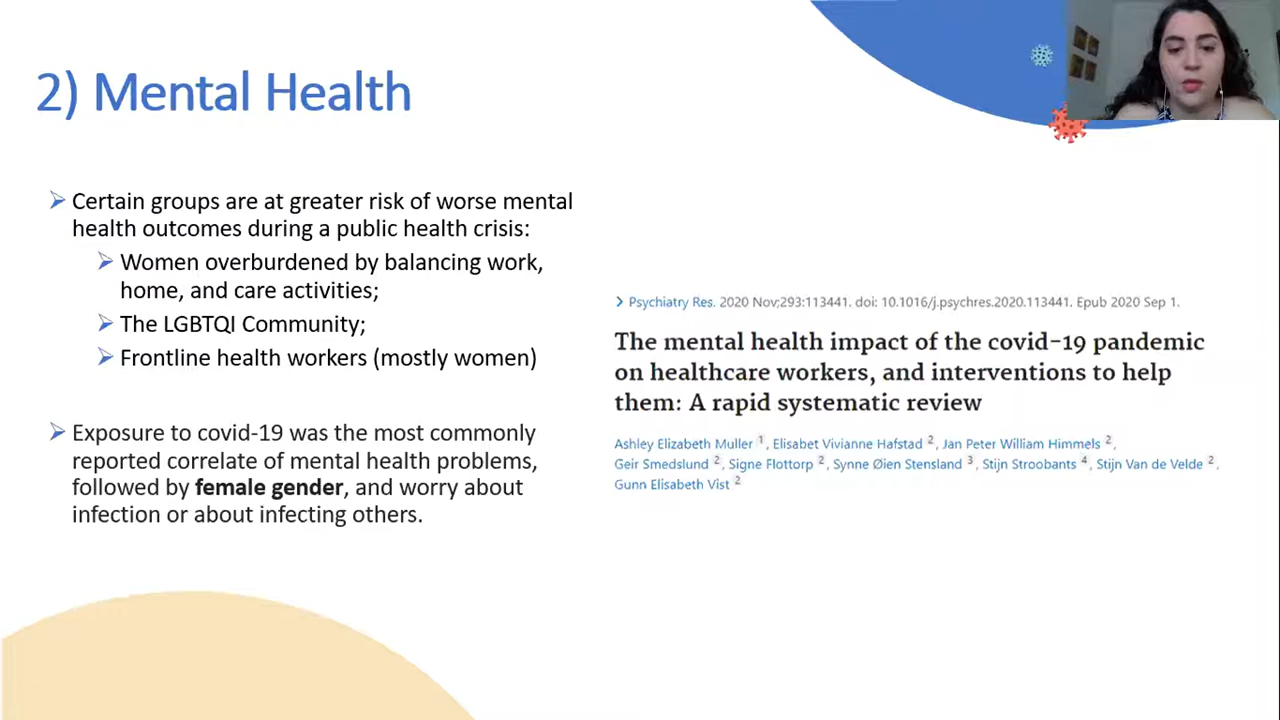 2) Mental Health
Certain groups are at greater risk of worse mental
health outcomes during a public health crisis:
Women overburdened by balancing work,
home, and care activities;
The LGBTQI Community;
Frontline health workers (mostly women)
Exposure to covid-19 was the most commonly
reported correlate of mental health problems,
followed by female gender, and worry about
infection or about infecting others.
Psychiatry Res. 2020 Nov;293:113441. doi: 10.1016/j.psychres.2020.113441. Epub 2020 Sep 1.
The mental health impact of the covid-19 pandemic
on healthcare workers, and interventions to help
them: A rapid systematic review
Ashley Elizabeth Muller 1, Elisabet Vivianne Hafstad 2, Jan Peter William Himmels 2,
Geir Smedslund 2, Signe Flottorp 2, Synne Øien Stensland 3, Stijn Stroobants 4, Stijn Van de Velde 2,
Gunn Elisabeth Vist 2